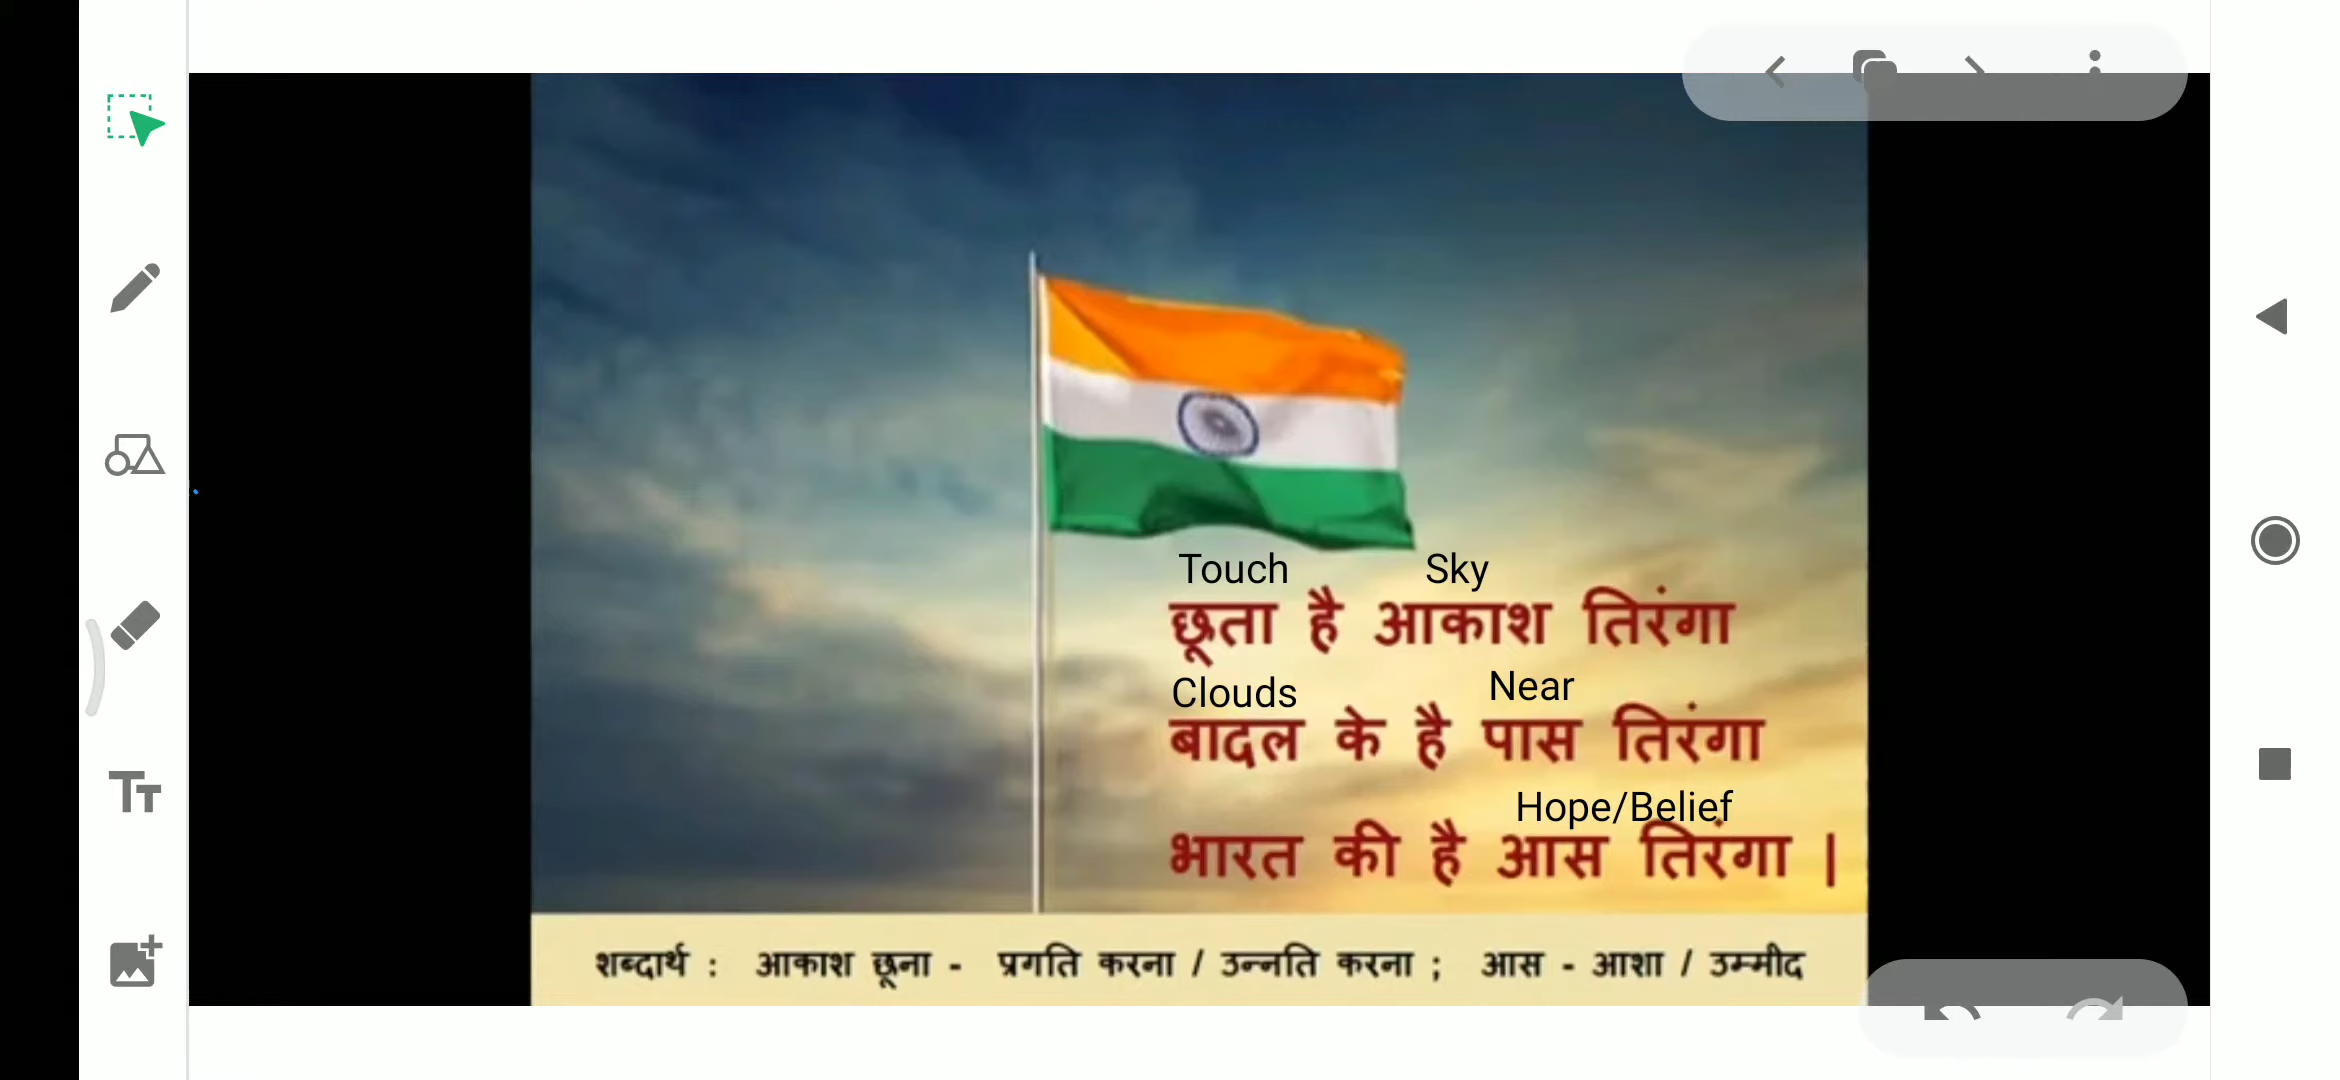 Touch Sky
छूता है आकाश तिरंगा
Clouds Near
बादल के है पास तिरंगा
Hope/Belief
भारत की है आस तिरंगा |
शब्दार्थ : आकाश छूना - प्रगति करना / उन्नति करना ; आस - आशा / उम्मीद